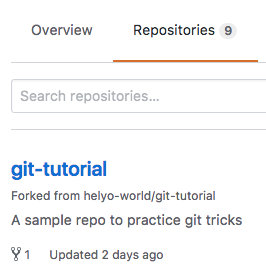 Overview Repositories 9
Search repositories...
git-tutorial
Forked from helyo-world/git-tutorial
A sample repo to practice git tricks
1 Updated 2 days ago